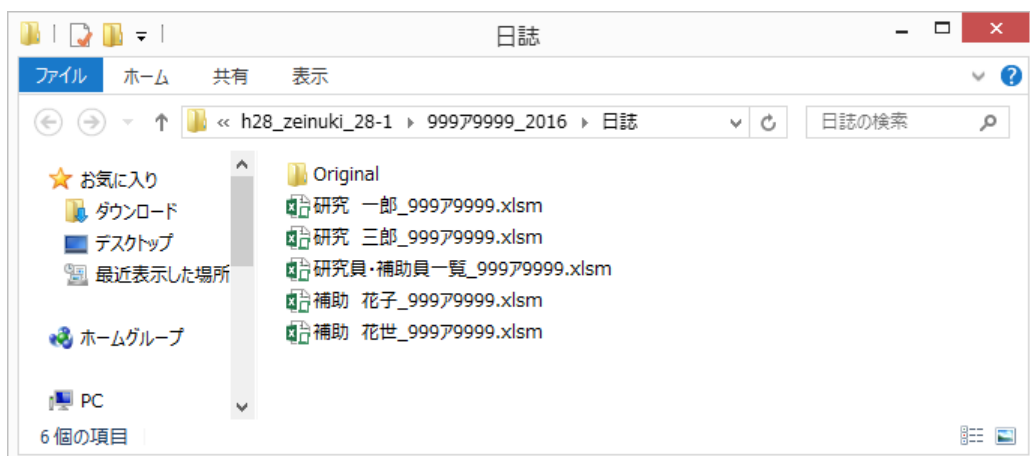 日誌
ファイル ホーム 共有 表示
« h28_zeinuki_28-1 ▸ 999ア9999_2016 ▸ 日誌 日誌の検索
お気に入り
ダウンロード
デスクトップ
最近表示した場所
ホームグループ
PC
Original
研究　一郎_999ア9999.xlsm
研究　三郎_999ア9999.xlsm
研究員・補助員一覧_999ア9999.xlsm
補助　花子_999ア9999.xlsm
補助　花世_999ア9999.xlsm
6 個の項目